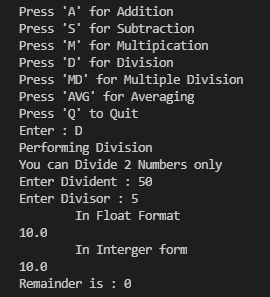 Press 'A' for Addition
Press 'S' for Subtraction
Press 'M' for Multipication
Press 'D' for Division
Press 'MD' for Multiple Division
Press 'AVG' for Averaging
Press 'Q' to Quit
Enter : D
Performing Division
You can Divide 2 Numbers only
Enter Divident : 50
Enter Divisor : 5
In Float Format
10.0
In Interger form
10.0
Remainder is : 0